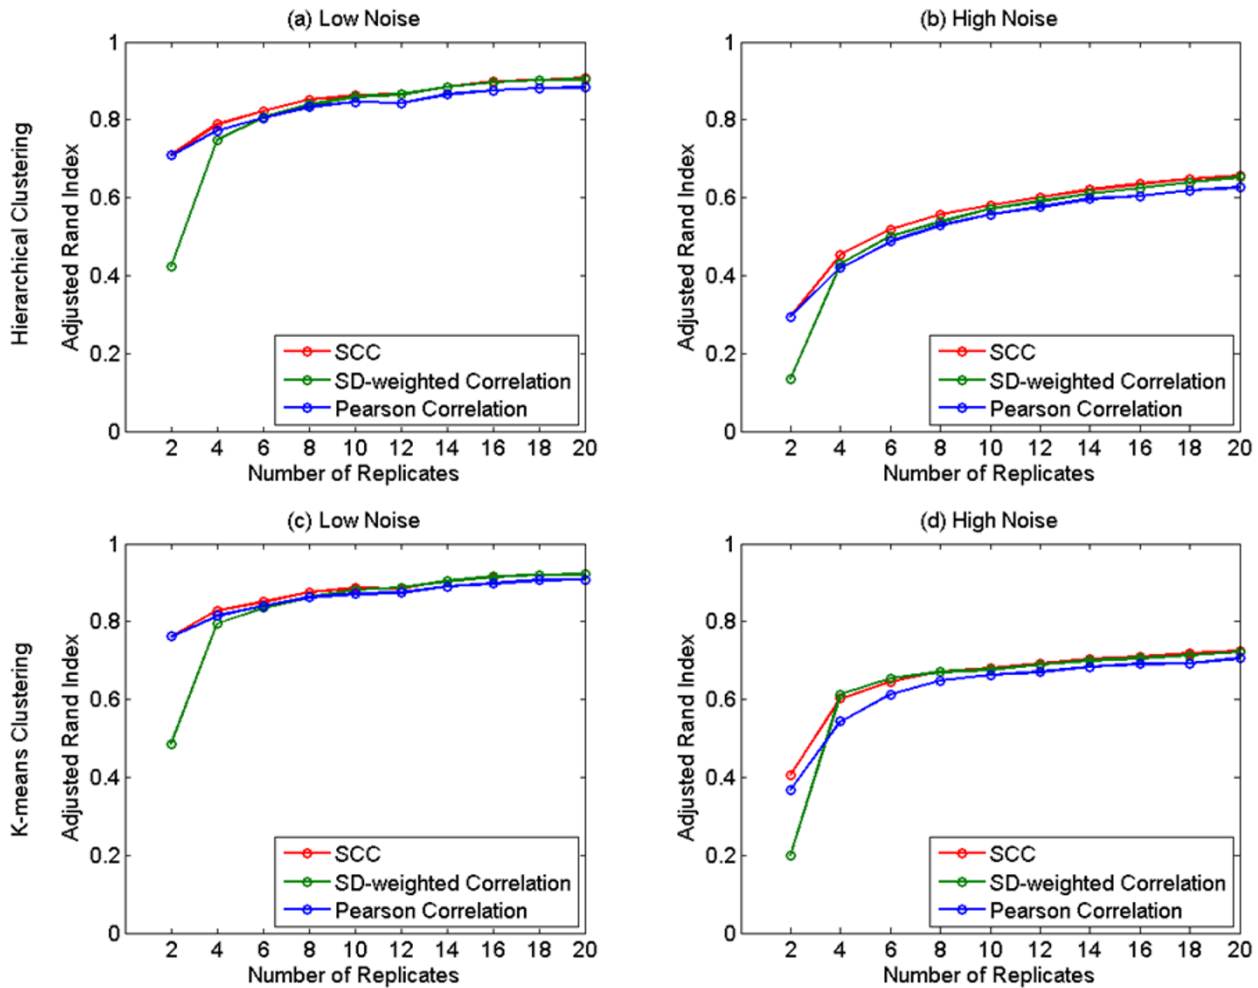 (a) Low Noise
Hierarchical Clustering
Adjusted Rand Index
1
0.8
0.6
0.4
0.2
0
SCC
SD-weighted Correlation
Pearson Correlation
2 4 6 8 10 12 14 16 18 20
Number of Replicates
(b) High Noise
Adjusted Rand Index
1
0.8
0.6
0.4
0.2
0
SCC
SD-weighted Correlation
Pearson Correlation
2 4 6 8 10 12 14 16 18 20
Number of Replicates
(c) Low Noise
K-means Clustering
Adjusted Rand Index
1
0.8
0.6
0.4
0.2
0
SCC
SD-weighted Correlation
Pearson Correlation
2 4 6 8 10 12 14 16 18 20
Number of Replicates
(d) High Noise
Adjusted Rand Index
1
0.8
0.6
0.4
0.2
0
SCC
SD-weighted Correlation
Pearson Correlation
2 4 6 8 10 12 14 16 18 20
Number of Replicates